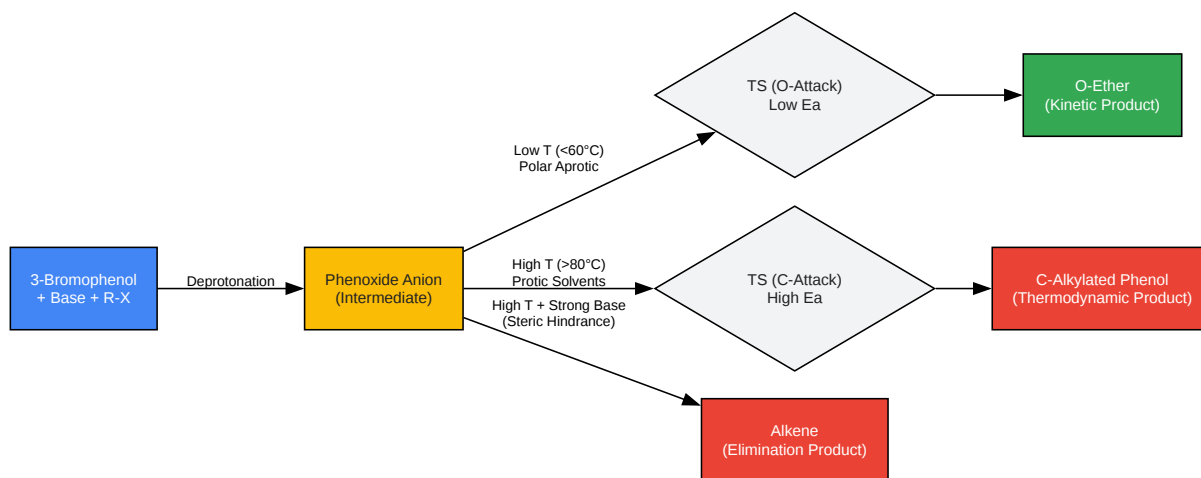 3-Bromophenol
+ Base + R-X
Deprotonation
Phenoxide Anion
(Intermediate)
Low T (<60°C)
Polar Aprotic
TS (O-Attack)
Low Ea
O-Ether
(Kinetic Product)
High T (>80°C)
Protic Solvents
TS (C-Attack)
High Ea
C-Alkylated Phenol
(Thermodynamic Product)
High T + Strong Base
(Steric Hindrance)
Alkene
(Elimination Product)